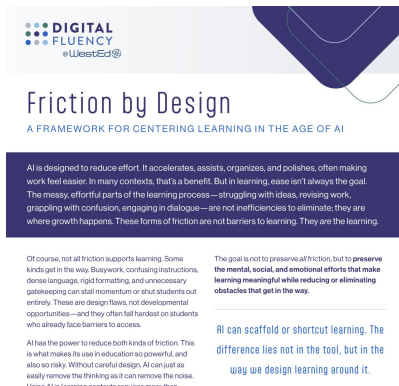 DIGITAL
FLUENCY
@WestEd
Friction by Design
A FRAMEWORK FOR CENTERING LEARNING IN THE AGE OF AI
AI is designed to reduce effort. It accelerates, assists, organizes, and polishes, often making
work feel easier. In many contexts, that's a benefit. But in learning, ease isn't always the goal.
The messy, effortful parts of the learning process—struggling with ideas, revising work,
grappling with confusion, engaging in dialogue—are not inefficiencies to eliminate; they are
where growth happens. These forms of friction are not barriers to learning. They are the learning.
Of course, not all friction supports learning. Some
kinds get in the way. Busywork, confusing instructions,
dense language, rigid formatting, and unnecessary
gatekeeping can stall momentum or shut students out
entirely. These are design flaws, not developmental
opportunities—and they often fall hardest on students
who already face barriers to access.
AI has the power to reduce both kinds of friction. This
is what makes its use in education so powerful, and
also so risky. Without careful design, AI can just as
easily remove the thinking as it can remove the noise.
Using AI in learning contexts requires more than
The goal is not to preserve all friction, but to preserve
the mental, social, and emotional efforts that make
learning meaningful while reducing or eliminating
obstacles that get in the way.
AI can scaffold or shortcut learning. The
difference lies not in the tool, but in the
way we design learning around it.